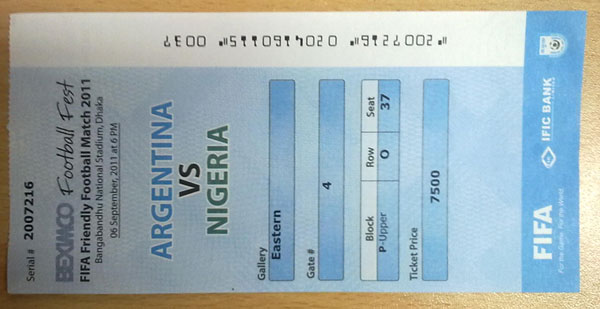 Serial # 2007216
BEXIMCO Football Fest
FIFA Friendly Football Match 2011
Bangabandhu National Stadium, Dhaka
06 September, 2011 at 6 PM
ARGENTINA
VS
NIGERIA
Gallery
Eastern
Gate #
4
Block Row Seat
P-Upper O 37
Ticket Price
7500
FIFA
For the Game. For the World.
IFIC BANK
2007216 0037